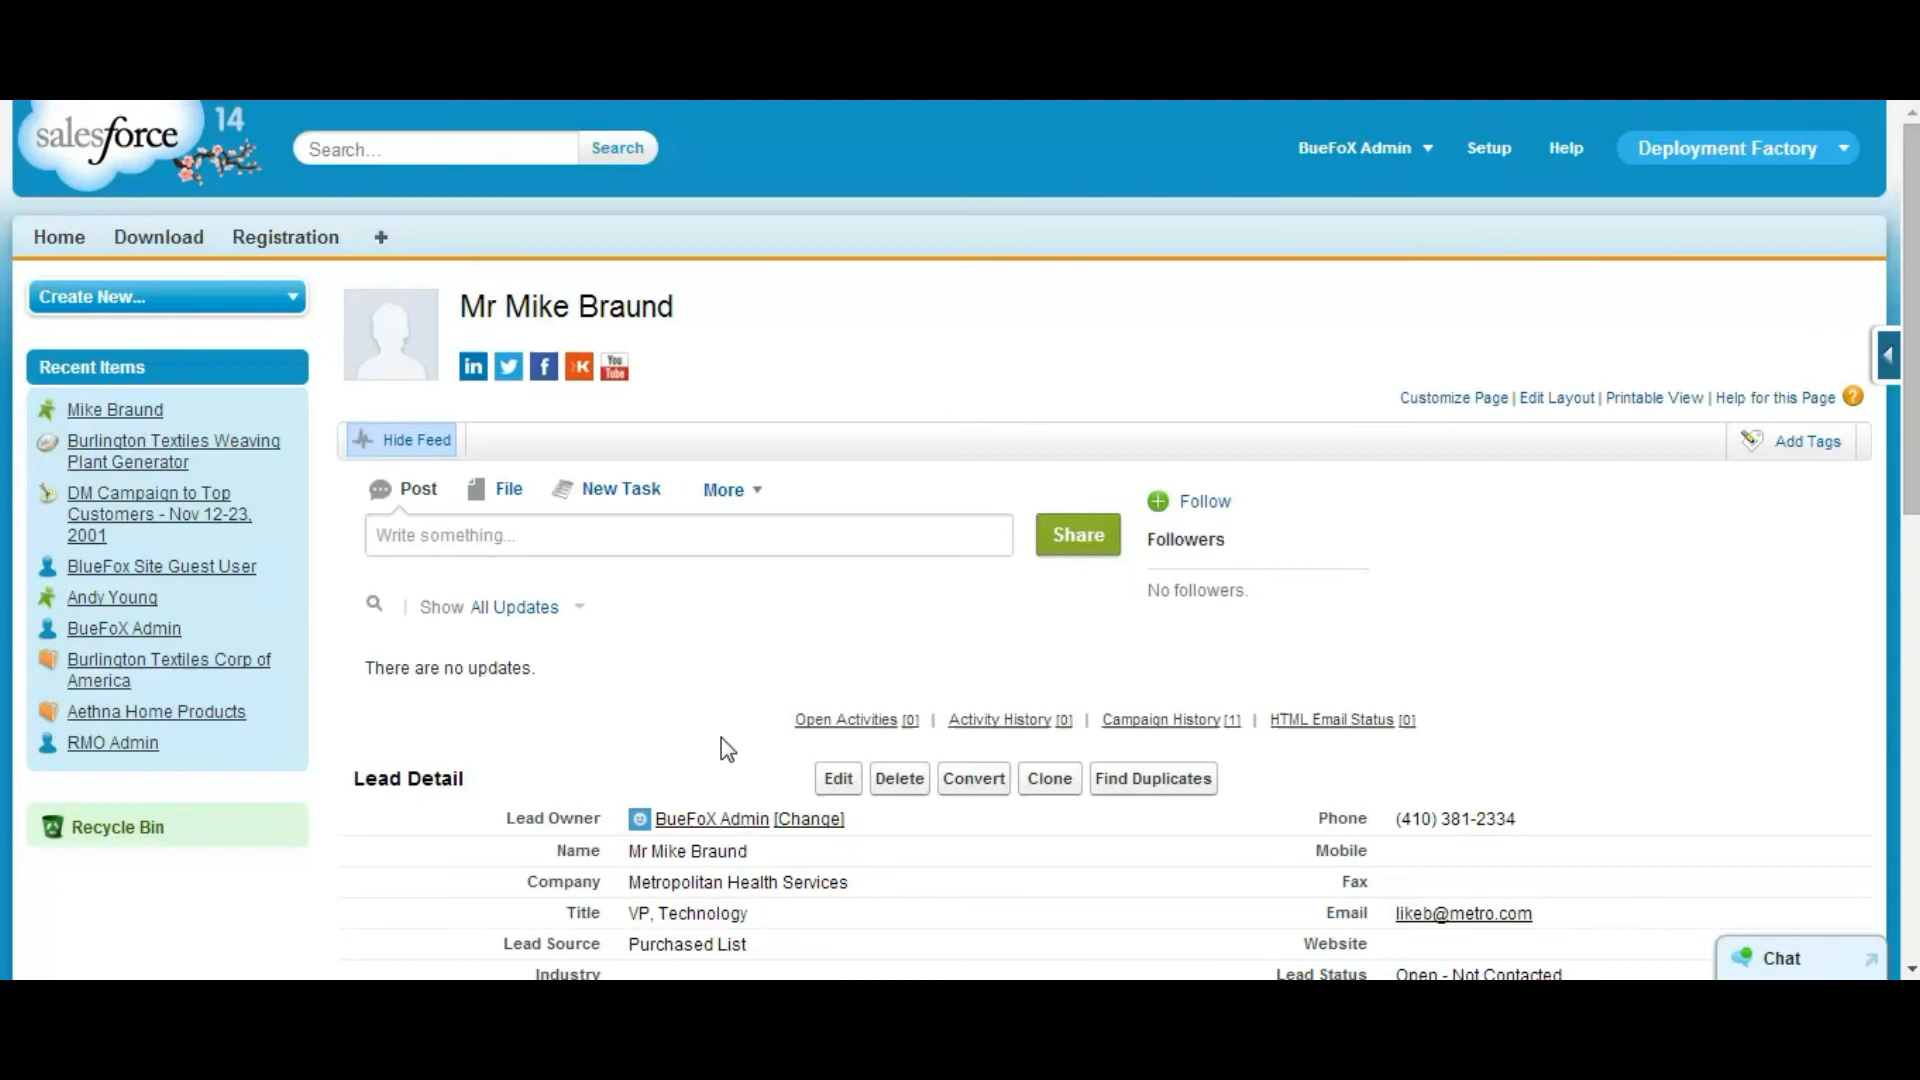 salesforce
14
Search...
Search
BueFoX Admin
Setup
Help
Deployment Factory
Home
Download
Registration
+
Create New...
Recent Items
Mike Braund
Burlington Textiles Weaving
Plant Generator
DM Campaign to Top
Customers - Nov 12-23,
2001
BlueFox Site Guest User
Andy Young
BueFoX Admin
Burlington Textiles Corp of
America
Aethna Home Products
RMO Admin
Recycle Bin
Mr Mike Braund
in
f
K
You
Tube
Customize Page | Edit Layout | Printable View | Help for this Page ?
Hide Feed
Add Tags
Post
File
New Task
More
Write something...
Share
Follow
Followers
No followers.
Show All Updates
There are no updates.
Open Activities [0] | Activity History [0] | Campaign History [1] | HTML Email Status [0]
Lead Detail
Edit
Delete
Convert
Clone
Find Duplicates
Lead Owner BueFoX Admin [Change]
Phone (410) 381-2334
Name Mr Mike Braund
Mobile
Company Metropolitan Health Services
Fax
Title VP, Technology
Email likeb@metro.com
Lead Source Purchased List
Website
Industry
Lead Status Open - Not Contacted
Chat